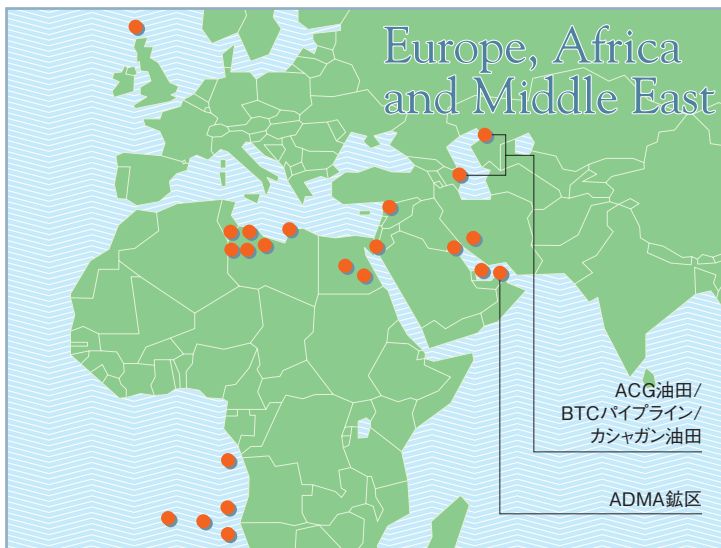 Europe, Africa
and Middle East
ACG油田/
BTCパイプライン/
カシャガン油田
ADMA鉱区